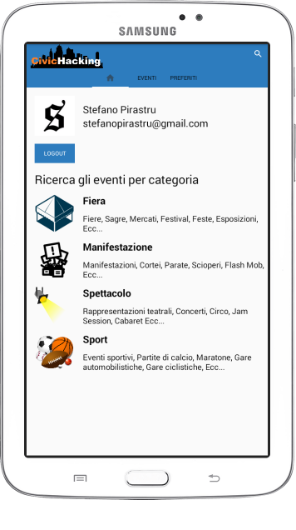 SAMSUNG
CivicHacking
EVENTI PREFERITI
Stefano Pirastru
stefanopirastru@gmail.com
LOGOUT
Ricerca gli eventi per categoria
Fiera
Fiere, Sagre, Mercati, Festival, Feste, Esposizioni,
Ecc...
Manifestazione
Manifestazioni, Cortei, Parate, Scioperi, Flash Mob,
Ecc...
Spettacolo
Rappresentazioni teatrali, Concerti, Circo, Jam
Session, Cabaret Ecc...
Sport
Eventi sportivi, Partite di calcio, Maratone, Gare
automobilistiche, Gare ciclistiche, Ecc...